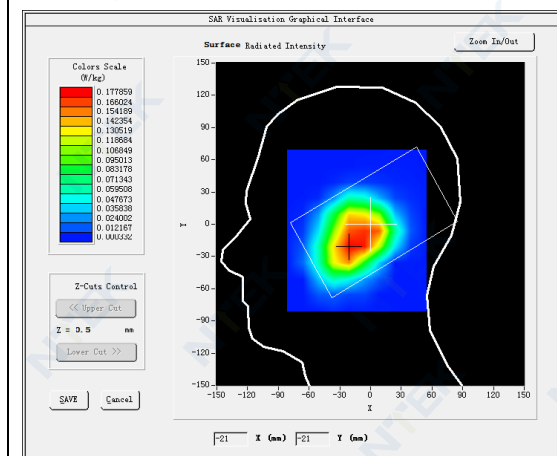 SAR Visualisation Graphical Interface
Surface Radiated Intensity
Zoom In/Out
Colors Scale
(W/kg)
0.177859
0.166024
0.154189
0.142354
0.130519
0.118684
0.106849
0.095013
0.083178
0.071343
0.059508
0.047673
0.035838
0.024002
0.012167
0.000332
Z-Cuts Control
<< Upper Cut
Z = 3.5 mm
Lower Cut >>
SAVE
Cancel
150
120
90
60
30
0
-30
-60
-90
-120
-150
Y
-150 -120 -90 -60 -30 0 30 60 90 120 150
X
-21 X (mm) -21 Y (mm)
NTEK